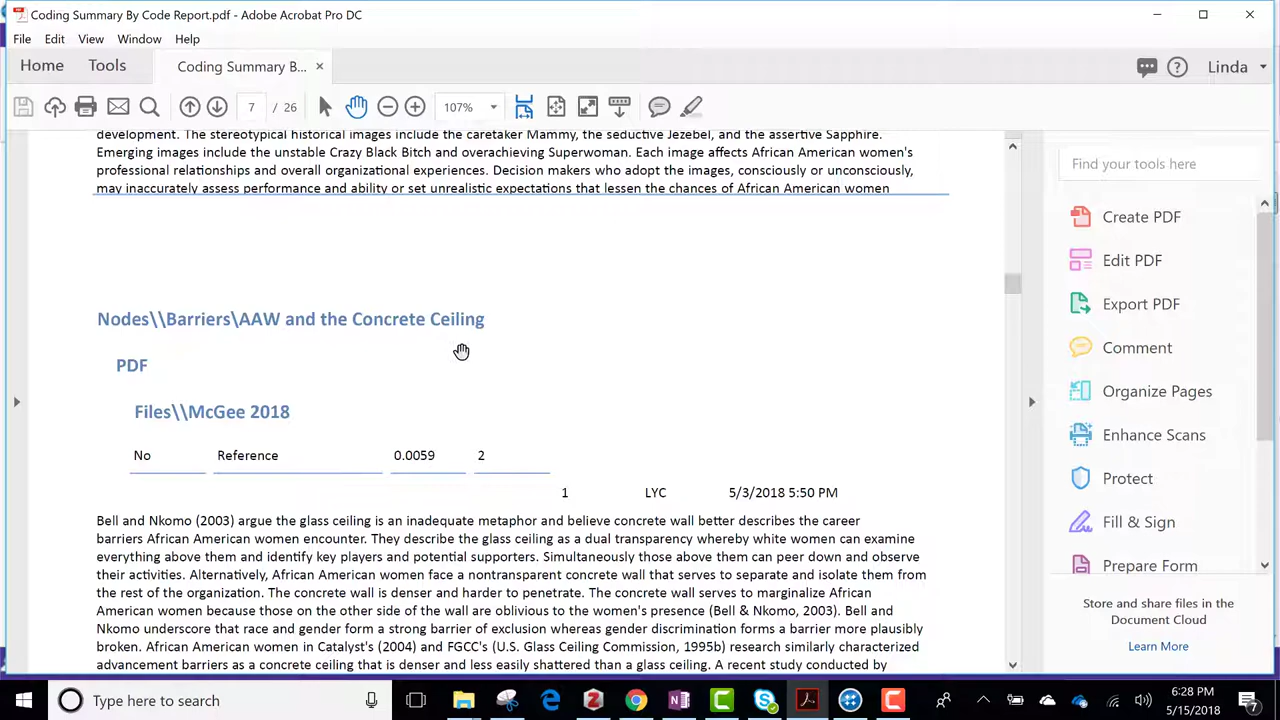 Coding Summary By Code Report.pdf - Adobe Acrobat Pro DC
File Edit View Window Help
Home Tools Coding Summary B... ×
Linda
7 / 26
107%
development. The stereotypical historical images include the caretaker Mammy, the seductive Jezebel, and the assertive Sapphire.
Emerging images include the unstable Crazy Black Bitch and overachieving Superwoman. Each image affects African American women's
professional relationships and overall organizational experiences. Decision makers who adopt the images, consciously or unconsciously,
may inaccurately assess performance and ability or set unrealistic expectations that lessen the chances of African American women
Nodes\\Barriers\AAW and the Concrete Ceiling
PDF
Files\\McGee 2018
No Reference 0.0059 2
1 LYC 5/3/2018 5:50 PM
Bell and Nkomo (2003) argue the glass ceiling is an inadequate metaphor and believe concrete wall better describes the career
barriers African American women encounter. They describe the glass ceiling as a dual transparency whereby white women can examine
everything above them and identify key players and potential supporters. Simultaneously those above them can peer down and observe
their activities. Alternatively, African American women face a nontransparent concrete wall that serves to separate and isolate them from
the rest of the organization. The concrete wall is denser and harder to penetrate. The concrete wall serves to marginalize African
American women because those on the other side of the wall are oblivious to the women's presence (Bell & Nkomo, 2003). Bell and
Nkomo underscore that race and gender form a strong barrier of exclusion whereas gender discrimination forms a barrier more plausibly
broken. African American women in Catalyst's (2004) and FGCC's (U.S. Glass Ceiling Commission, 1995b) research similarly characterized
advancement barriers as a concrete ceiling that is denser and less easily shattered than a glass ceiling. A recent study conducted by
Find your tools here
Create PDF
Edit PDF
Export PDF
Comment
Organize Pages
Enhance Scans
Protect
Fill & Sign
Prepare Form
Store and share files in the
Document Cloud
Learn More
Type here to search
6:28 PM
5/15/2018
7